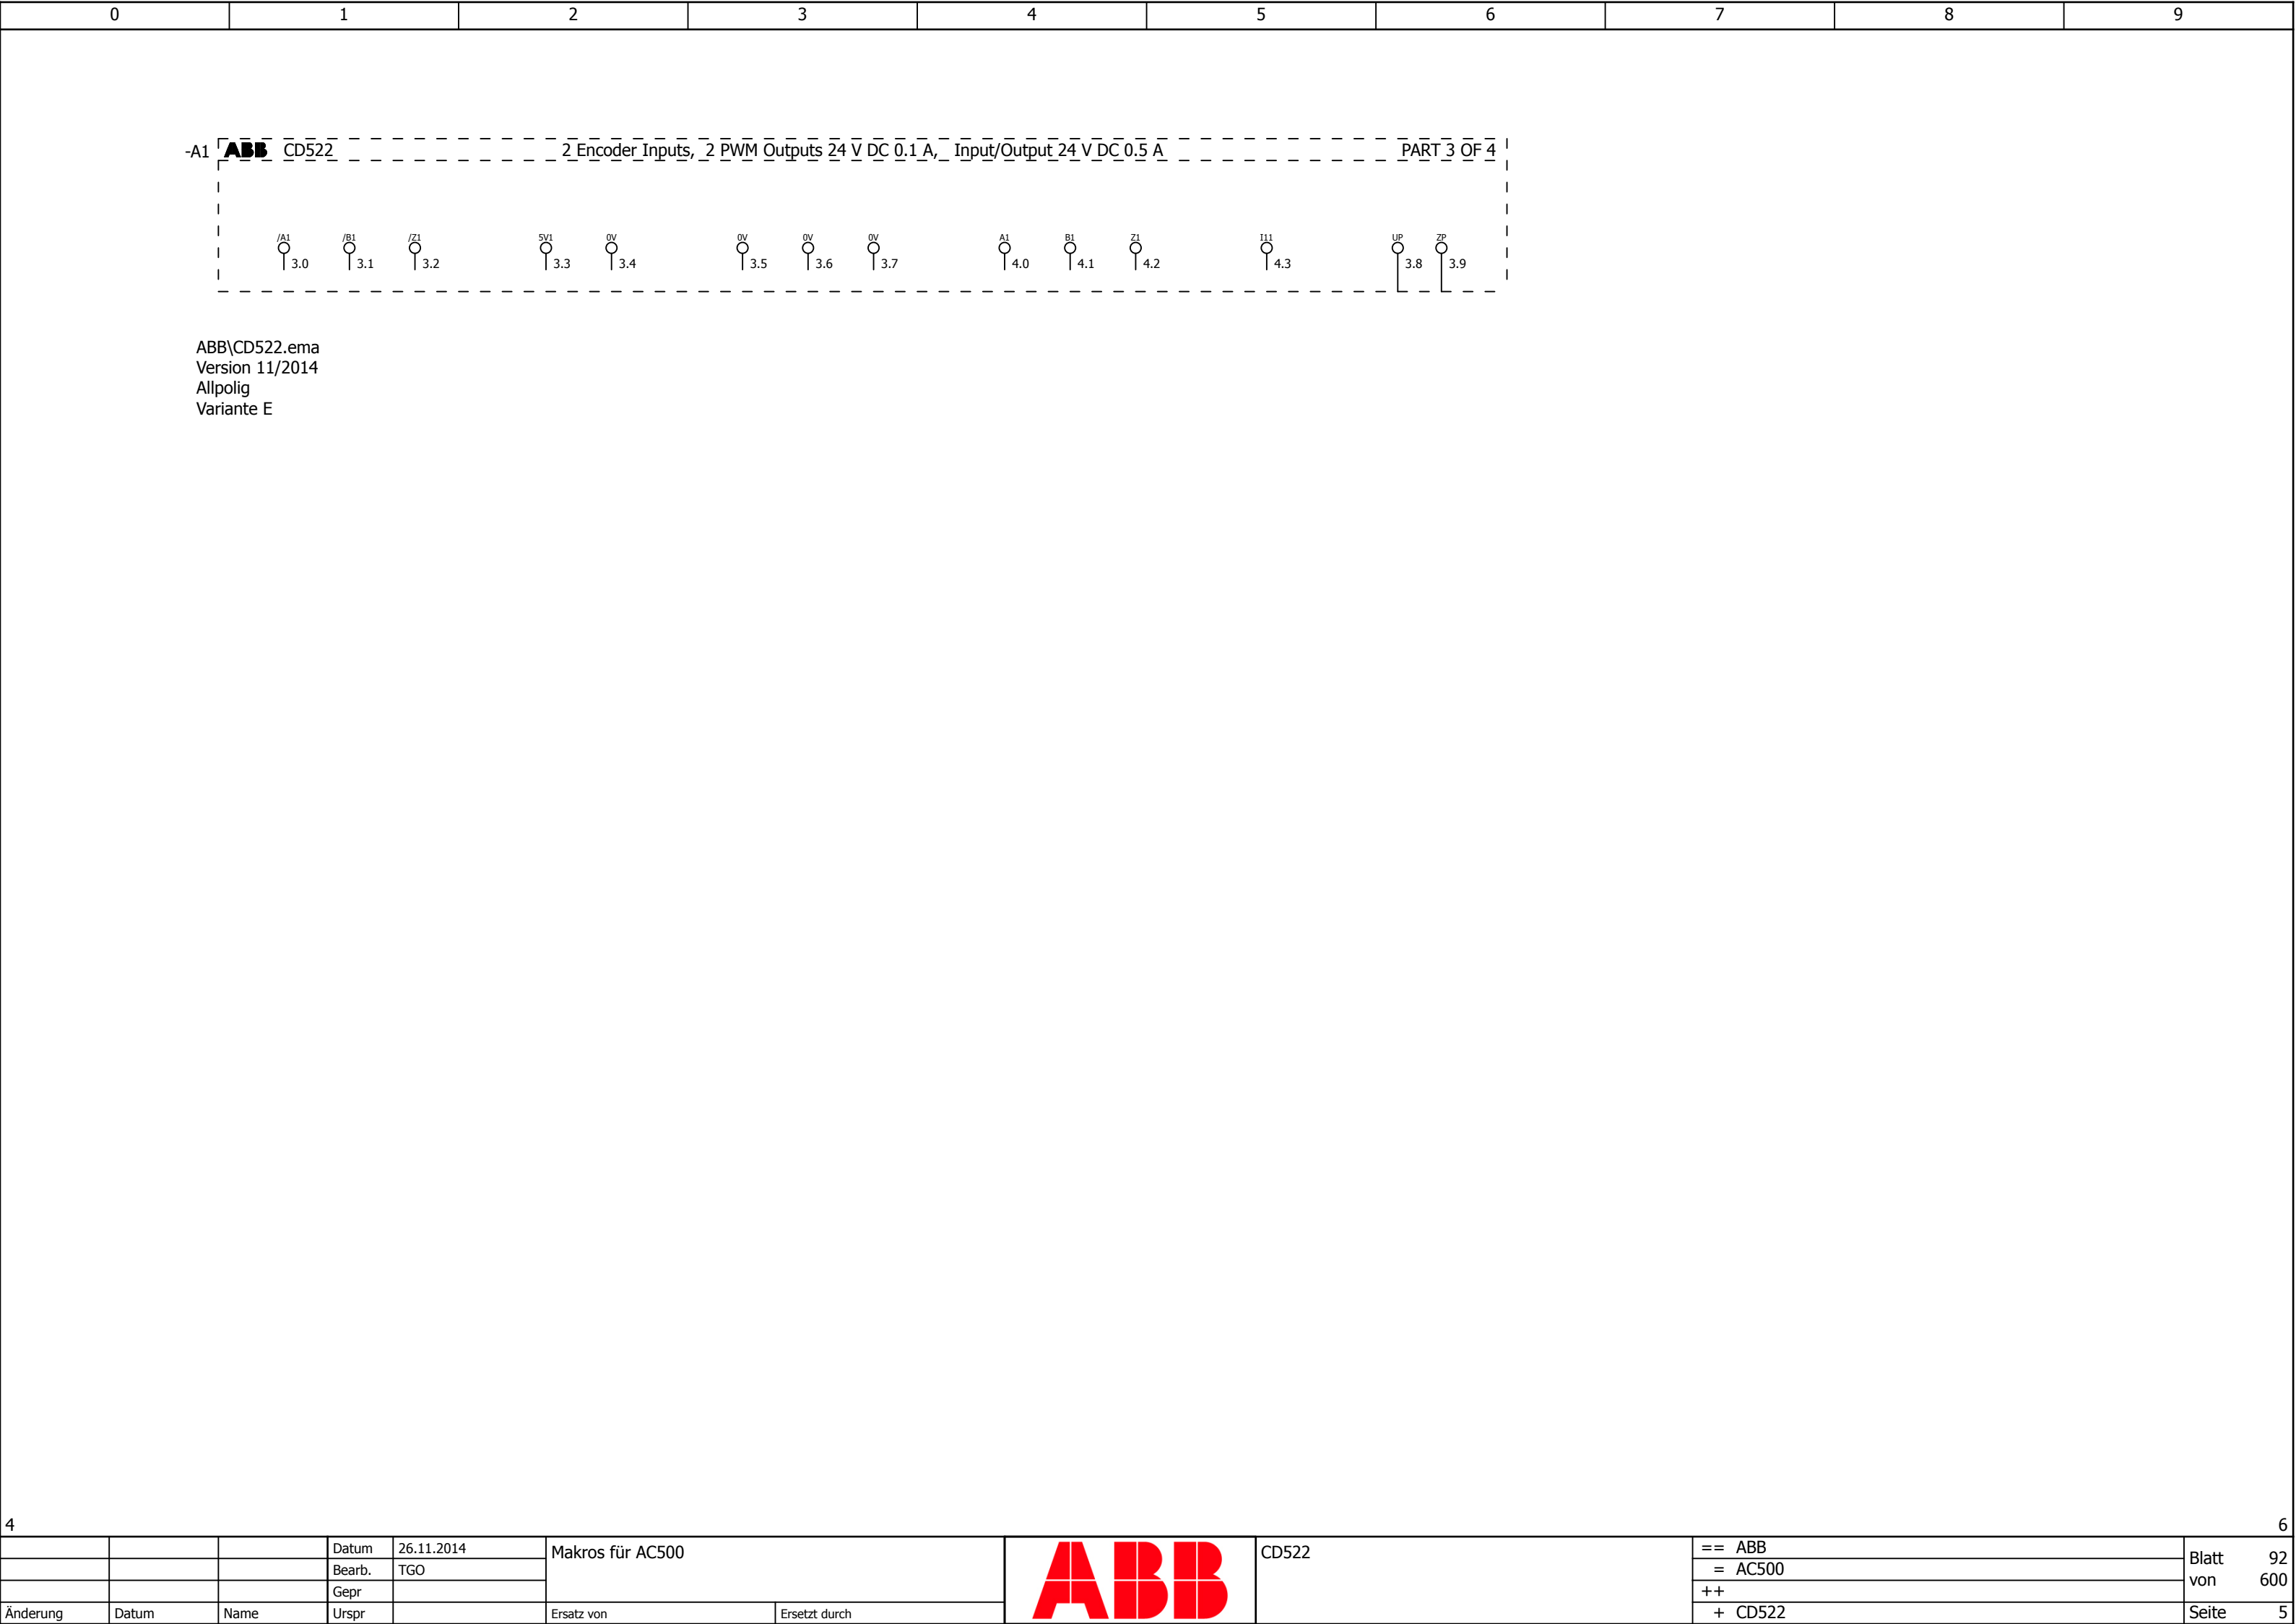 0 1 2 3 4 5 6 7 8 9
-A1 ABB CD522 2 Encoder Inputs, 2 PWM Outputs 24 V DC 0.1 A, Input/Output 24 V DC 0.5 A PART 3 OF 4
/A1 /B1 /Z1 5V1 0V 0V 0V 0V A1 B1 Z1 I11 UP ZP
3.0 3.1 3.2 3.3 3.4 3.5 3.6 3.7 4.0 4.1 4.2 4.3 3.8 3.9
ABB\CD522.ema
Version 11/2014
Allpolig
Variante E
4 6
Datum 26.11.2014
Bearb. TGO
Gepr
Änderung Datum Name Urspr
Makros für AC500
Ersatz von Ersetzt durch
ABB
CD522
== ABB
= AC500
++
+ CD522
Blatt 92
von 600
Seite 5